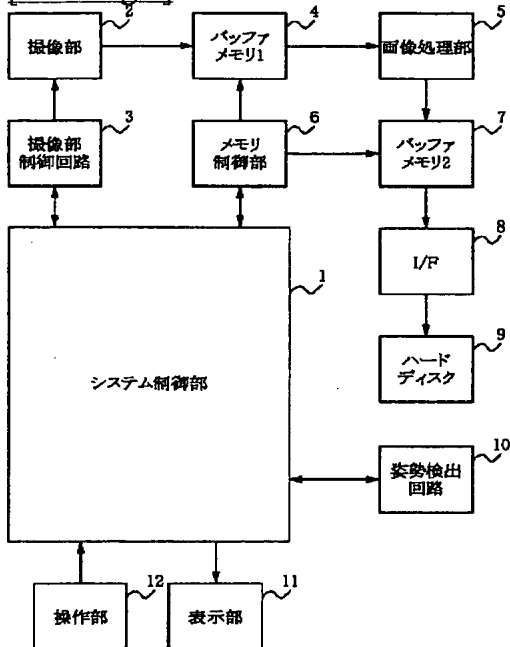 2
撮像部
4
バッファ
メモリ1
5
画像処理部
3
撮像部
制御回路
6
メモリ
制御部
7
バッファ
メモリ2
8
I/F
1
システム制御部
9
ハード
ディスク
10
姿勢検出
回路
12
操作部
11
表示部